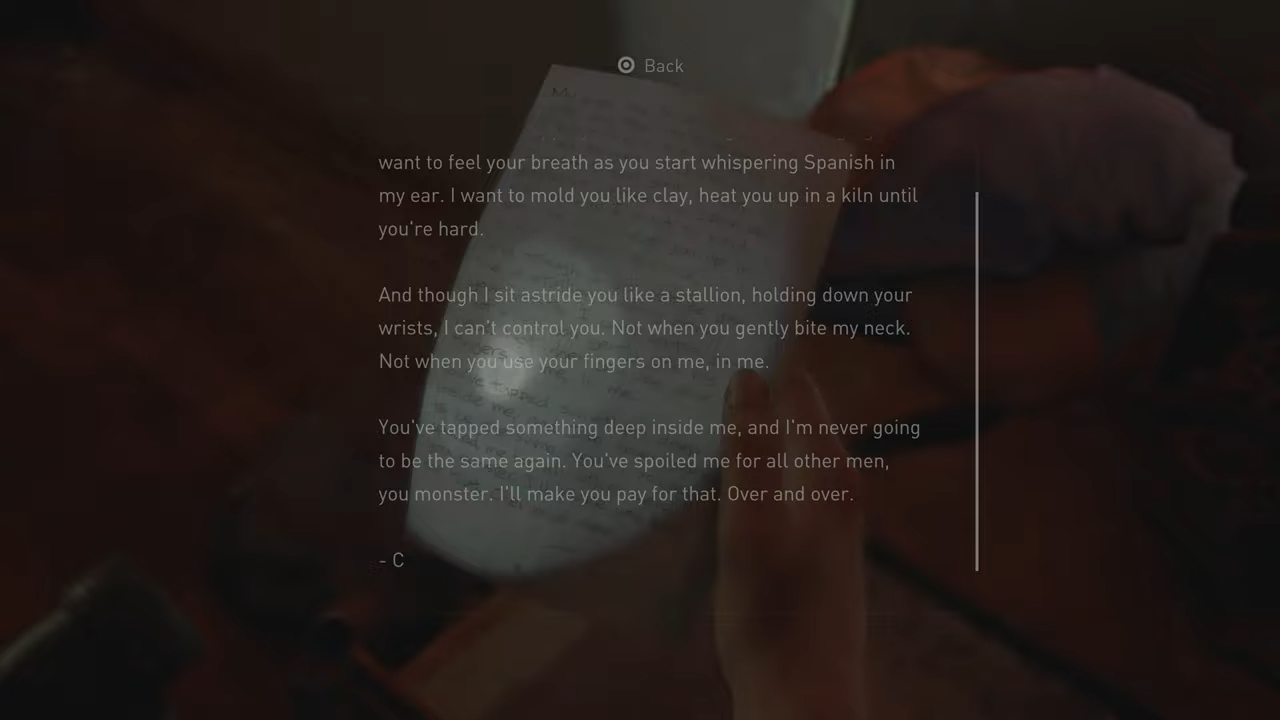 Back
want to feel your breath as you start whispering Spanish in
my ear. I want to mold you like clay, heat you up in a kiln until
you're hard.
And though I sit astride you like a stallion, holding down your
wrists, I can't control you. Not when you gently bite my neck.
Not when you use your fingers on me, in me.
You've tapped something deep inside me, and I'm never going
to be the same again. You've spoiled me for all other men,
you monster. I'll make you pay for that. Over and over.
- C